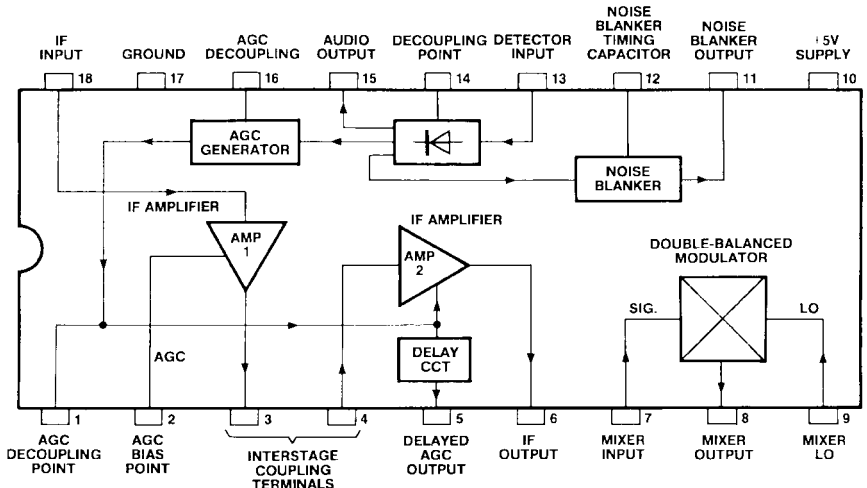 IF
INPUT
GROUND
AGC
DECOUPLING
AUDIO
OUTPUT
DECOUPLING
POINT
DETECTOR
INPUT
NOISE
BLANKER
TIMING
CAPACITOR
NOISE
BLANKER
OUTPUT
+5V
SUPPLY
18
17
16
15
14
13
12
11
10
AGC
GENERATOR
NOISE
BLANKER
IF AMPLIFIER
AMP
1
IF AMPLIFIER
AMP
2
DOUBLE-BALANCED
MODULATOR
SIG.
LO
AGC
DELAY
CCT
1
2
3
4
5
6
7
8
9
AGC
DECOUPLING
POINT
AGC
BIAS
POINT
INTERSTAGE
COUPLING
TERMINALS
DELAYED
AGC
OUTPUT
IF
OUTPUT
MIXER
INPUT
MIXER
OUTPUT
MIXER
LO